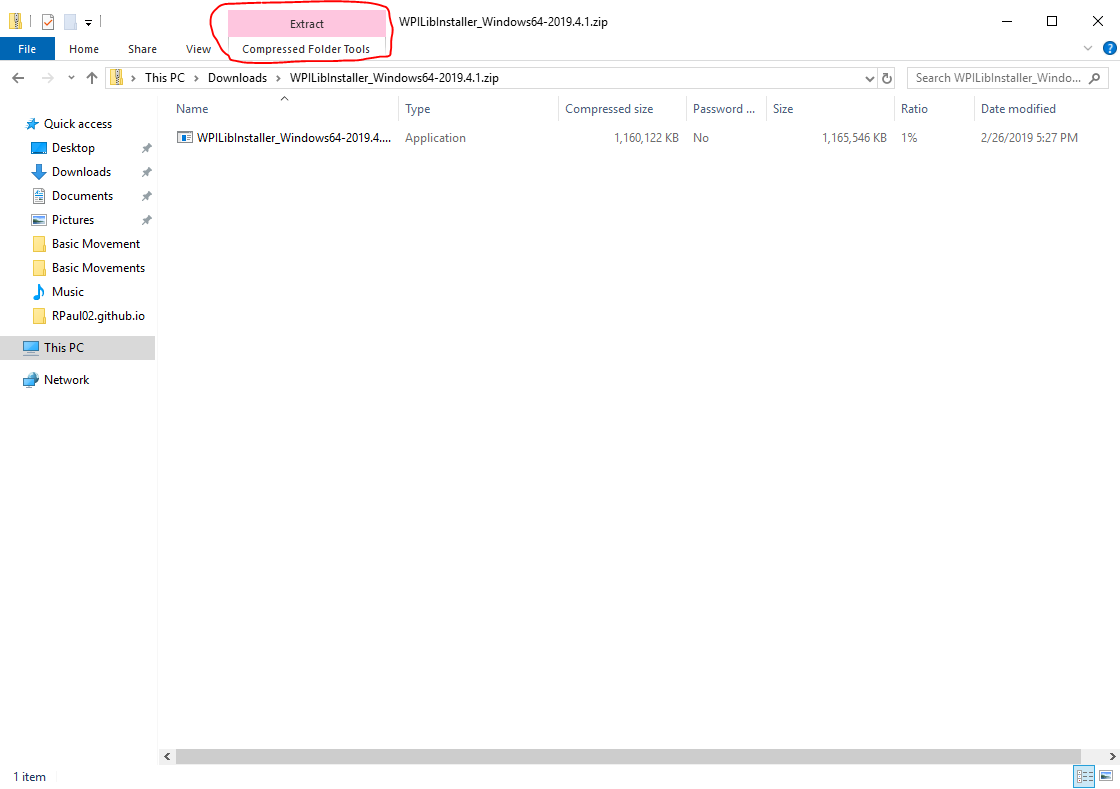 Extract
WPILibInstaller_Windows64-2019.4.1.zip
File Home Share View Compressed Folder Tools
This PC Downloads WPILibInstaller_Windows64-2019.4.1.zip
Search WPILibInstaller_Windo...
Name Type Compressed size Password ... Size Ratio Date modified
WPILibInstaller_Windows64-2019.4.... Application 1,160,122 KB No 1,165,546 KB 1% 2/26/2019 5:27 PM
Quick access
Desktop
Downloads
Documents
Pictures
Basic Movement
Basic Movements
Music
RPaul02.github.io
This PC
Network
1 item